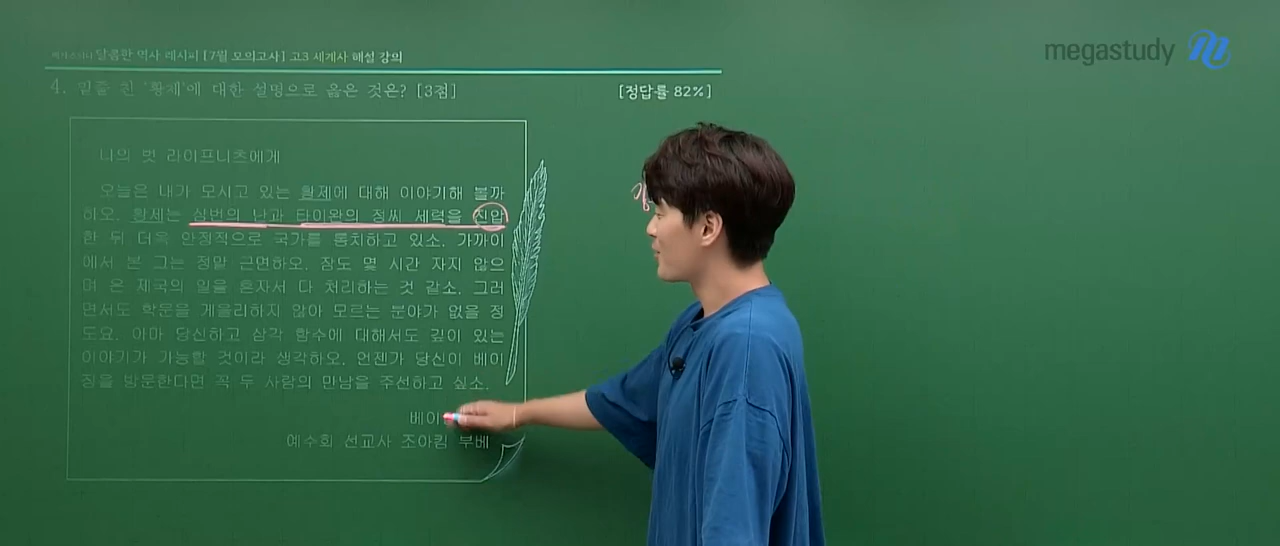 megastudy
메가스터디 달콤한 역사 레시피 [7월 모의고사] 고3 세계사 해설 강의
4. 밑줄 친 '황제'에 대한 설명으로 옳은 것은? [3점]
[정답률 82%]
나의 벗 라이프니츠에게
오늘은 내가 모시고 있는 황제에 대해 이야기해 볼까
하오. 황제는 삼번의 난과 타이완의 정씨 세력을 진압
한 뒤 더욱 안정적으로 국가를 통치하고 있소. 가까이
에서 본 그는 정말 근면하오. 잠도 몇 시간 자지 않으
며 온 제국의 일을 혼자서 다 처리하는 것 같소. 그러
면서도 학문을 게을리하지 않아 모르는 분야가 없을 정
도요. 아마 당신하고 삼각 함수에 대해서도 깊이 있는
이야기가 가능할 것이라 생각하오. 언젠가 당신이 베이
징을 방문한다면 꼭 두 사람의 만남을 주선하고 싶소.
베이
예수회 선교사 조아킴 부베